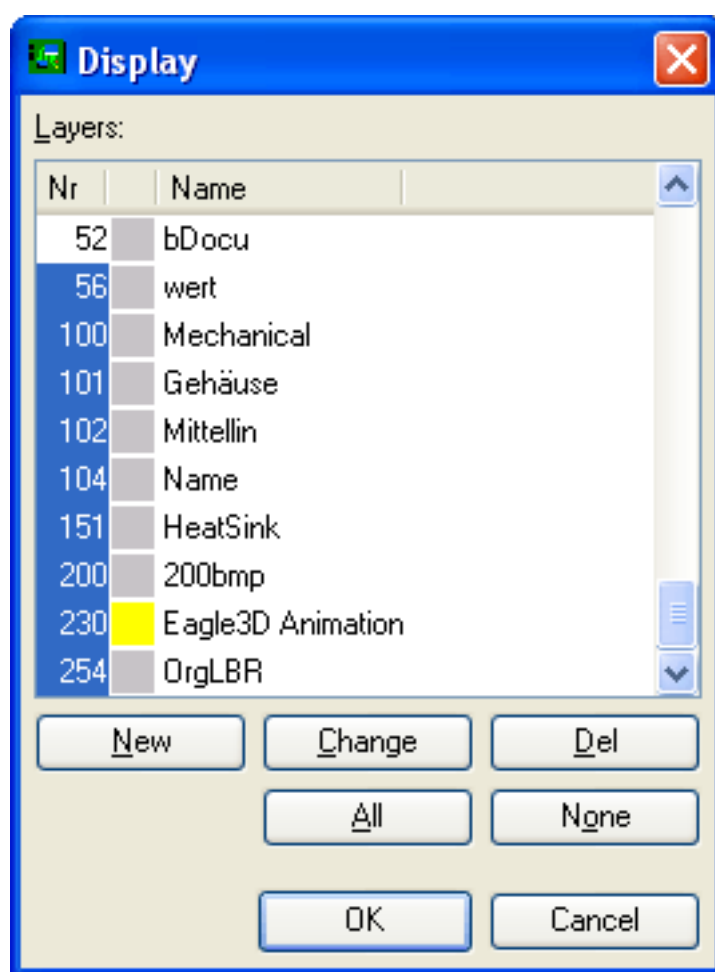 Display
Layers:
Nr Name
52 bDocu
56 wert
100 Mechanical
101 Gehäuse
102 Mittellin
104 Name
151 HeatSink
200 200bmp
230 Eagle3D Animation
254 OrgLBR
New Change Del
All None
OK Cancel